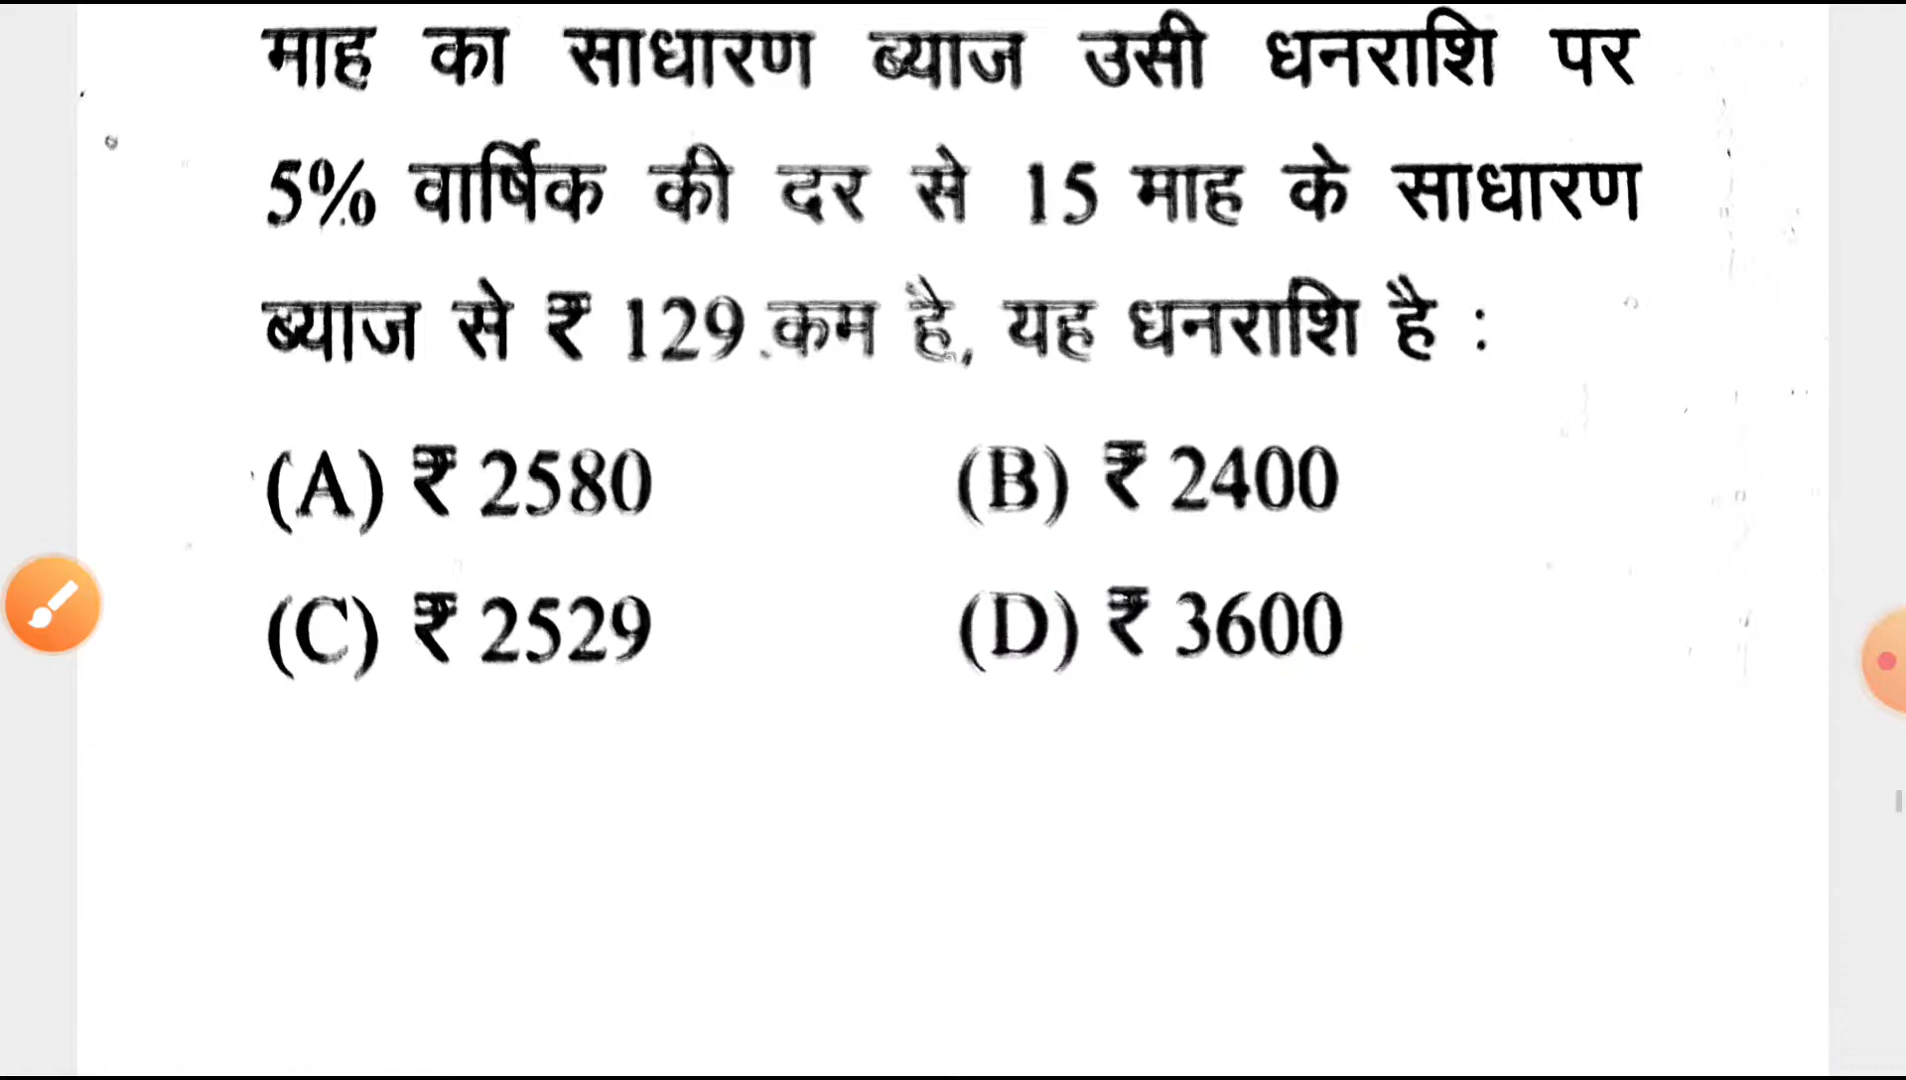 माह का साधारण ब्याज उसी धनराशि पर
5% वार्षिक की दर से 15 माह के साधारण
ब्याज से ₹ 129 कम है, यह धनराशि है :
(A) ₹ 2580
(B) ₹ 2400
(C) ₹ 2529
(D) ₹ 3600